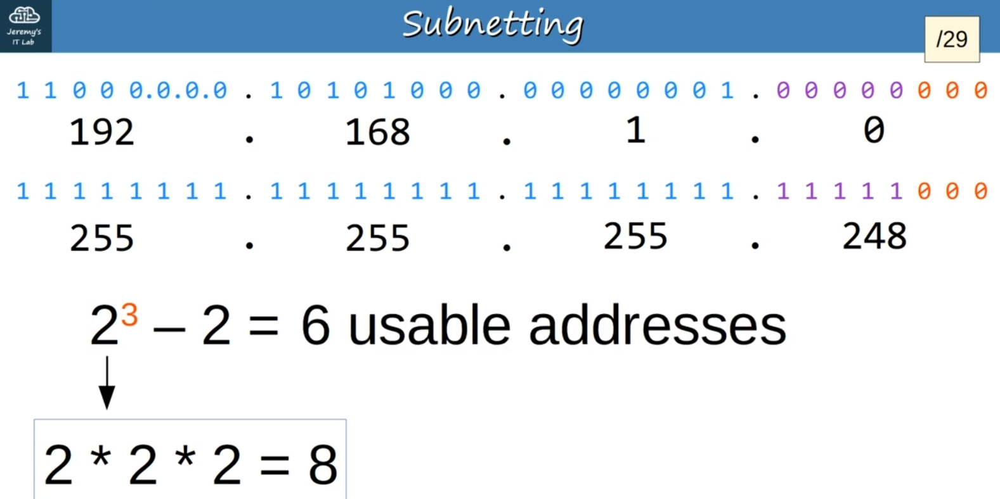 Jeremy's
IT Lab
Subnetting
/29
1 1 0 0 0.0.0.0 . 1 0 1 0 1 0 0 0 . 0 0 0 0 0 0 0 1 . 0 0 0 0 0 0 0 0
192 . 168 . 1 . 0
1 1 1 1 1 1 1 1 . 1 1 1 1 1 1 1 1 . 1 1 1 1 1 1 1 1 . 1 1 1 1 1 0 0 0
255 . 255 . 255 . 248
2³ – 2 = 6 usable addresses
2 * 2 * 2 = 8